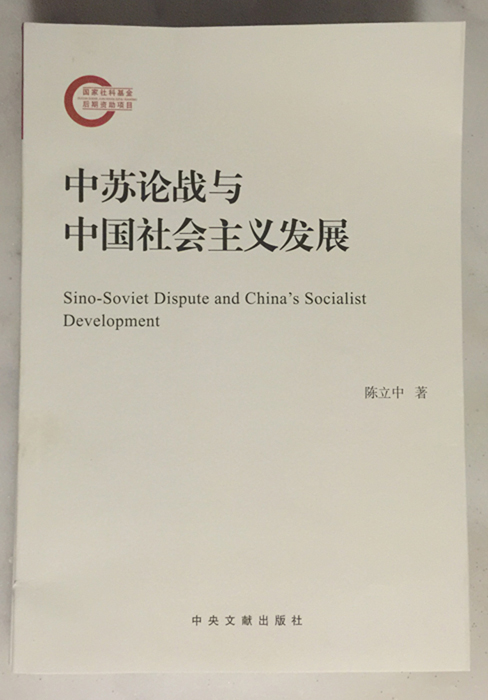 国家社科基金
后期资助项目
中苏论战与
中国社会主义发展
Sino-Soviet Dispute and China's Socialist
Development
陈立中 著
中央文献出版社